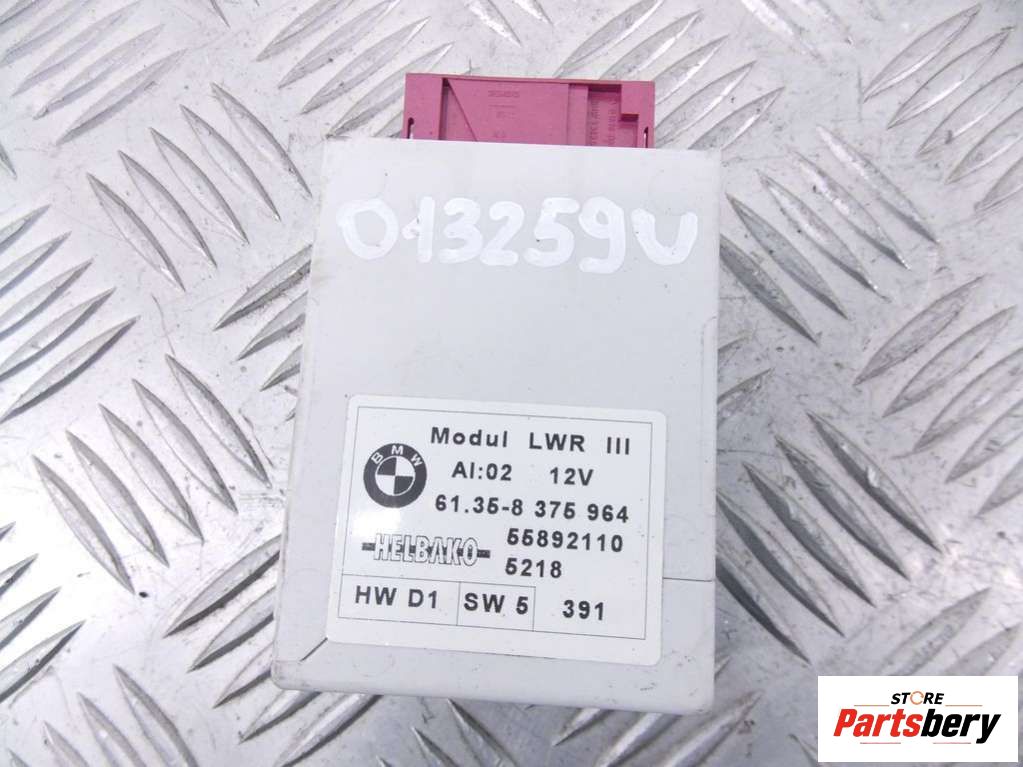 013259U
Modul LWR III
BMW
AI:02 12V
61.35-8 375 964
55892110
HELBAKO
5218
HW D1 SW 5 391
STORE
Partsbery